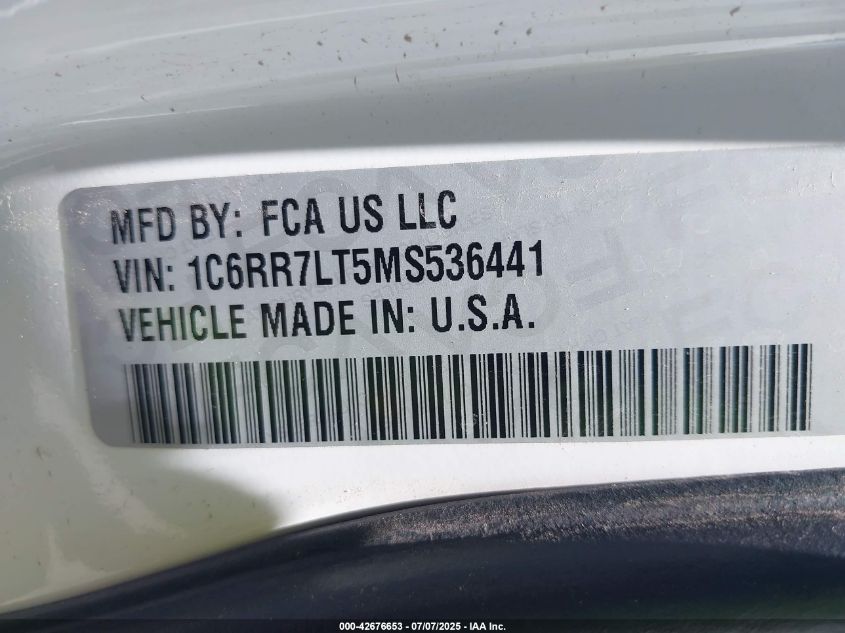 MFD BY: FCA US LLC
VIN: 1C6RR7LT5MS536441
VEHICLE MADE IN: U.S.A.
000-42676653 - 07/07/2025 - IAA Inc.